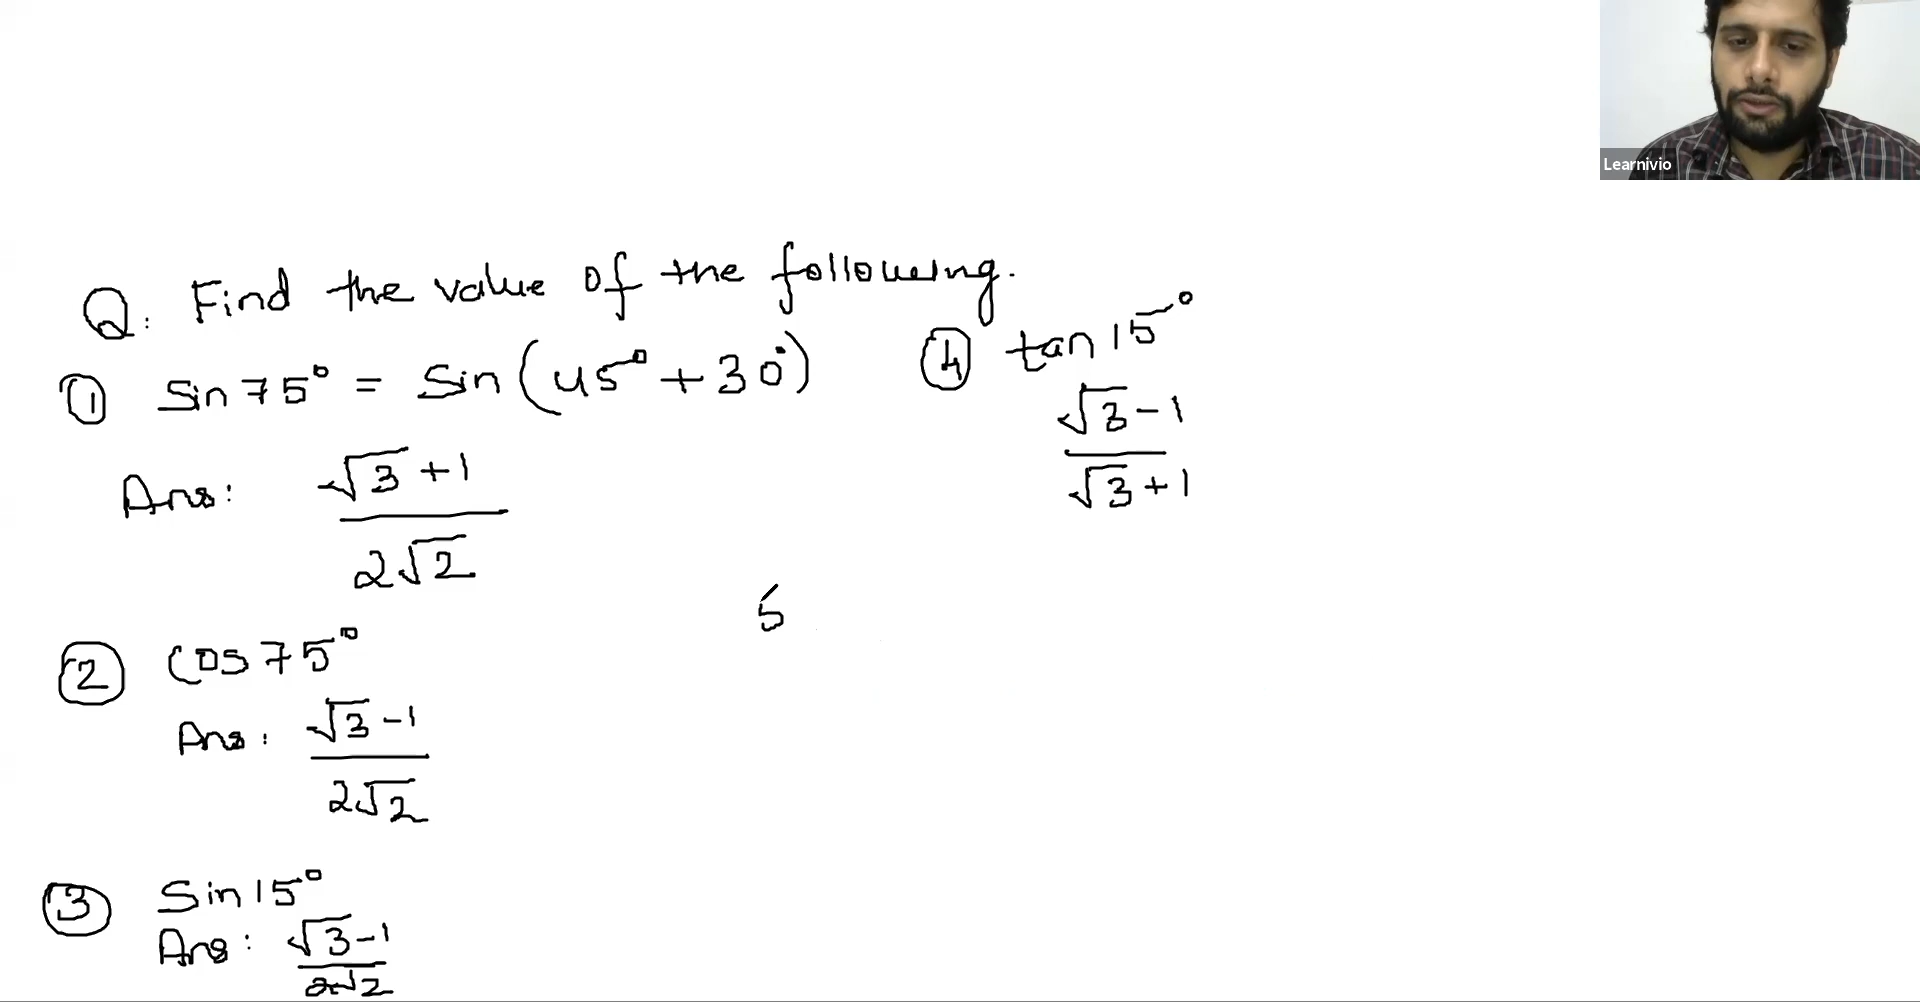 Learnivio
Q. Find the value of the following.
① Sin 75° = Sin (45° + 30°)
Ans: √3 + 1
2√2
② Cos 75°
Ans: √3 - 1
2√2
③ Sin 15°
Ans: √3 - 1
2√2
④ tan 15°
√3 - 1
√3 + 1
5